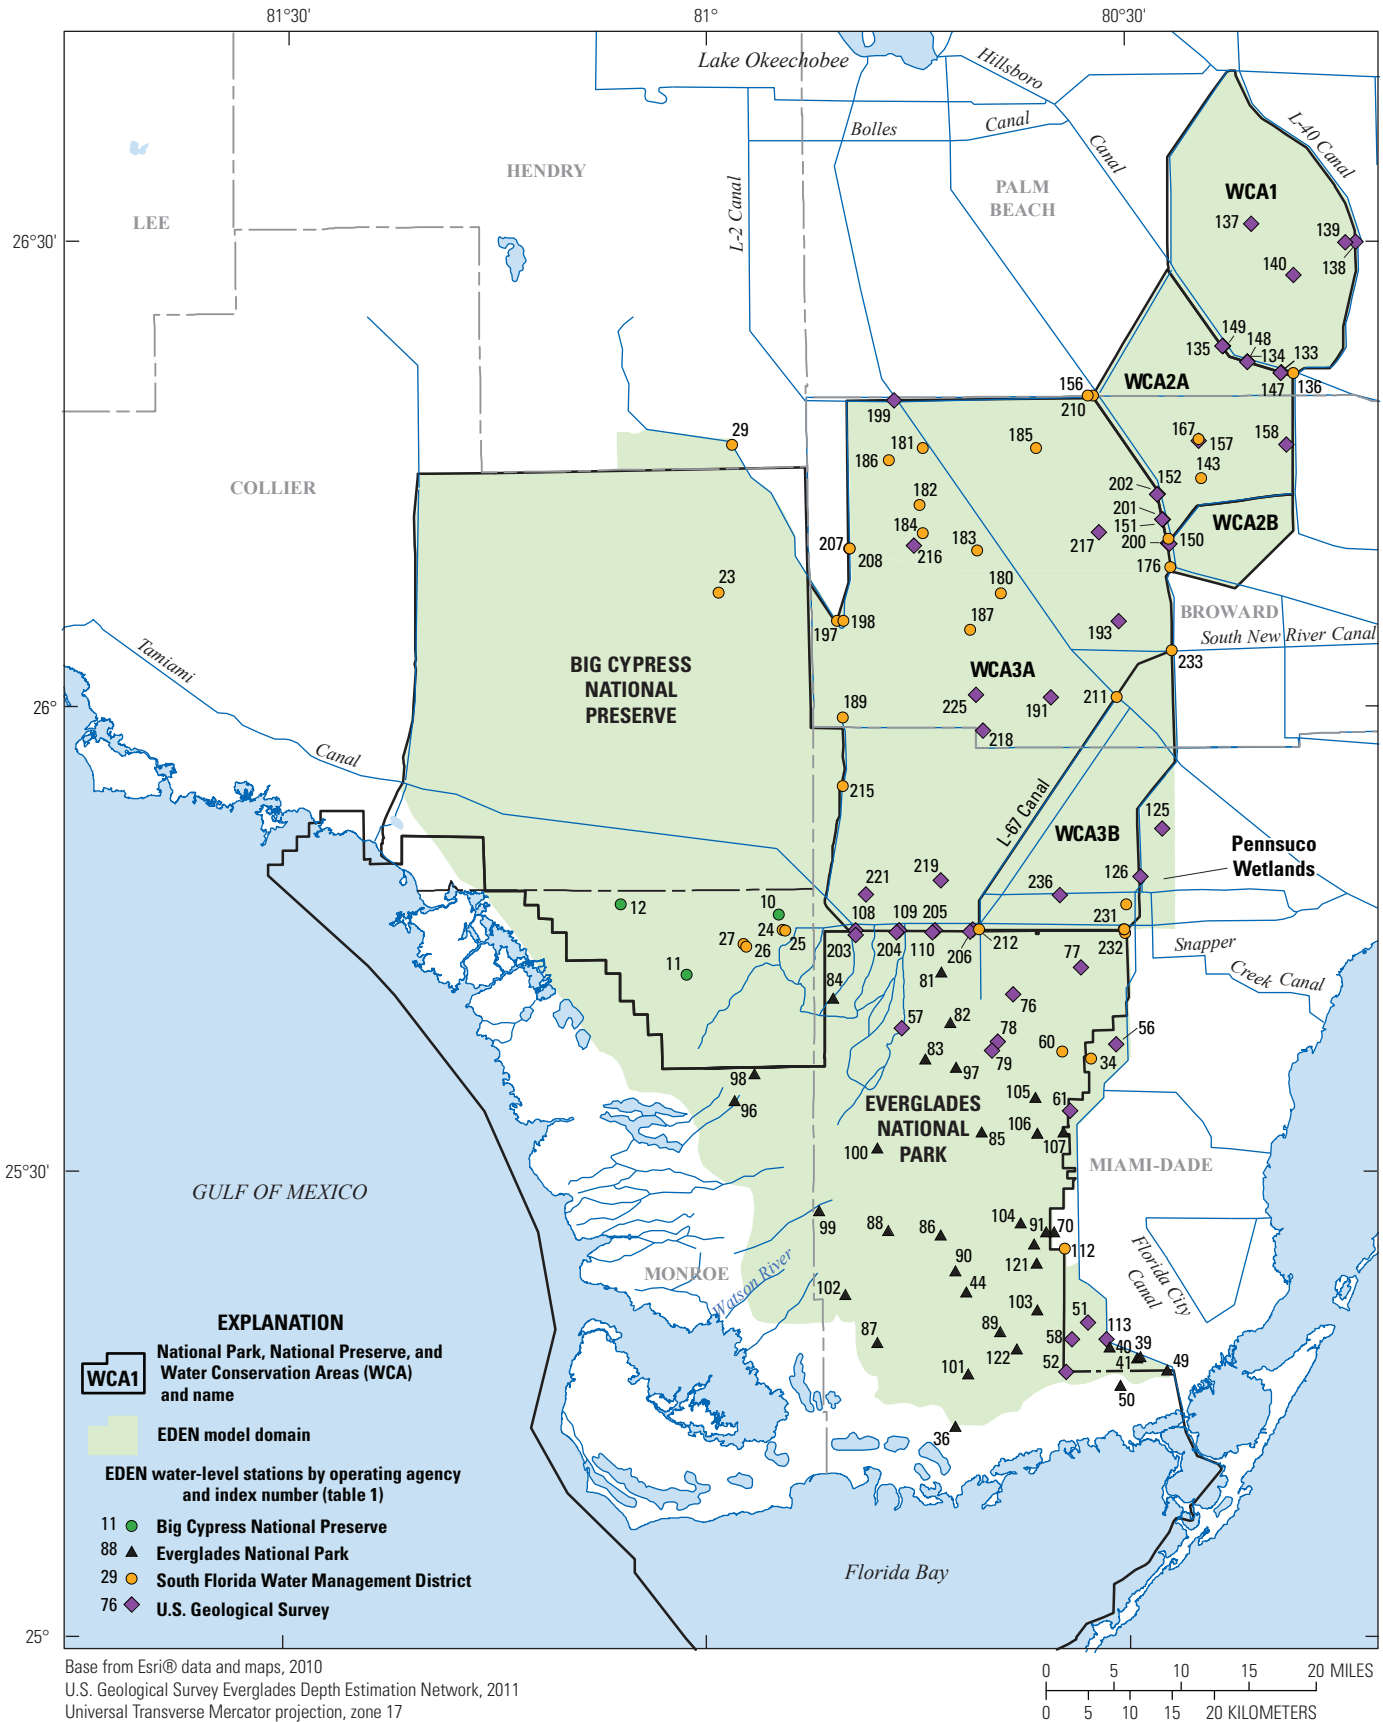 81°30'
81°
80°30'
Lake Okeechobee
Hillsboro
Canal
Bolles
Canal
L-40 Canal
HENDRY
PALM
BEACH
L-2 Canal
LEE
WCA1
26°30'
137
139
138
140
149
148
135
134
133
147
136
156
210
WCA2A
199
29
181
185
186
167
157
158
143
COLLIER
182
152
202
201
151
WCA2B
184
216
183
217
200
150
207
208
176
23
180
BROWARD
187
193
197
198
South New River Canal
233
Tamiami
BIG CYPRESS
NATIONAL
PRESERVE
WCA3A
26°
189
225
191
211
218
Canal
215
L-67 Canal
125
WCA3B
Pennsuco
Wetlands
219
221
236
126
12
10
108
109
205
231
24
25
27
26
203
204
110
206
212
232
Snapper
Creek Canal
77
11
84
81
76
57
82
78
56
83
79
60
34
98
97
96
105
61
EVERGLADES
NATIONAL
PARK
85
106
107
100
MIAMI-DADE
25°30'
GULF OF MEXICO
99
88
86
104
91
70
112
90
121
MONROE
Watson River
Florida City
Canal
102
44
103
51
113
87
89
58
40
39
122
41
52
49
101
50
36
EXPLANATION
WCA1
National Park, National Preserve, and
Water Conservation Areas (WCA)
and name
EDEN model domain
EDEN water-level stations by operating agency
and index number (table 1)
11 Big Cypress National Preserve
88 Everglades National Park
29 South Florida Water Management District
76 U.S. Geological Survey
Florida Bay
25°
Base from Esri® data and maps, 2010
U.S. Geological Survey Everglades Depth Estimation Network, 2011
Universal Transverse Mercator projection, zone 17
0 5 10 15 20 MILES
0 5 10 15 20 KILOMETERS